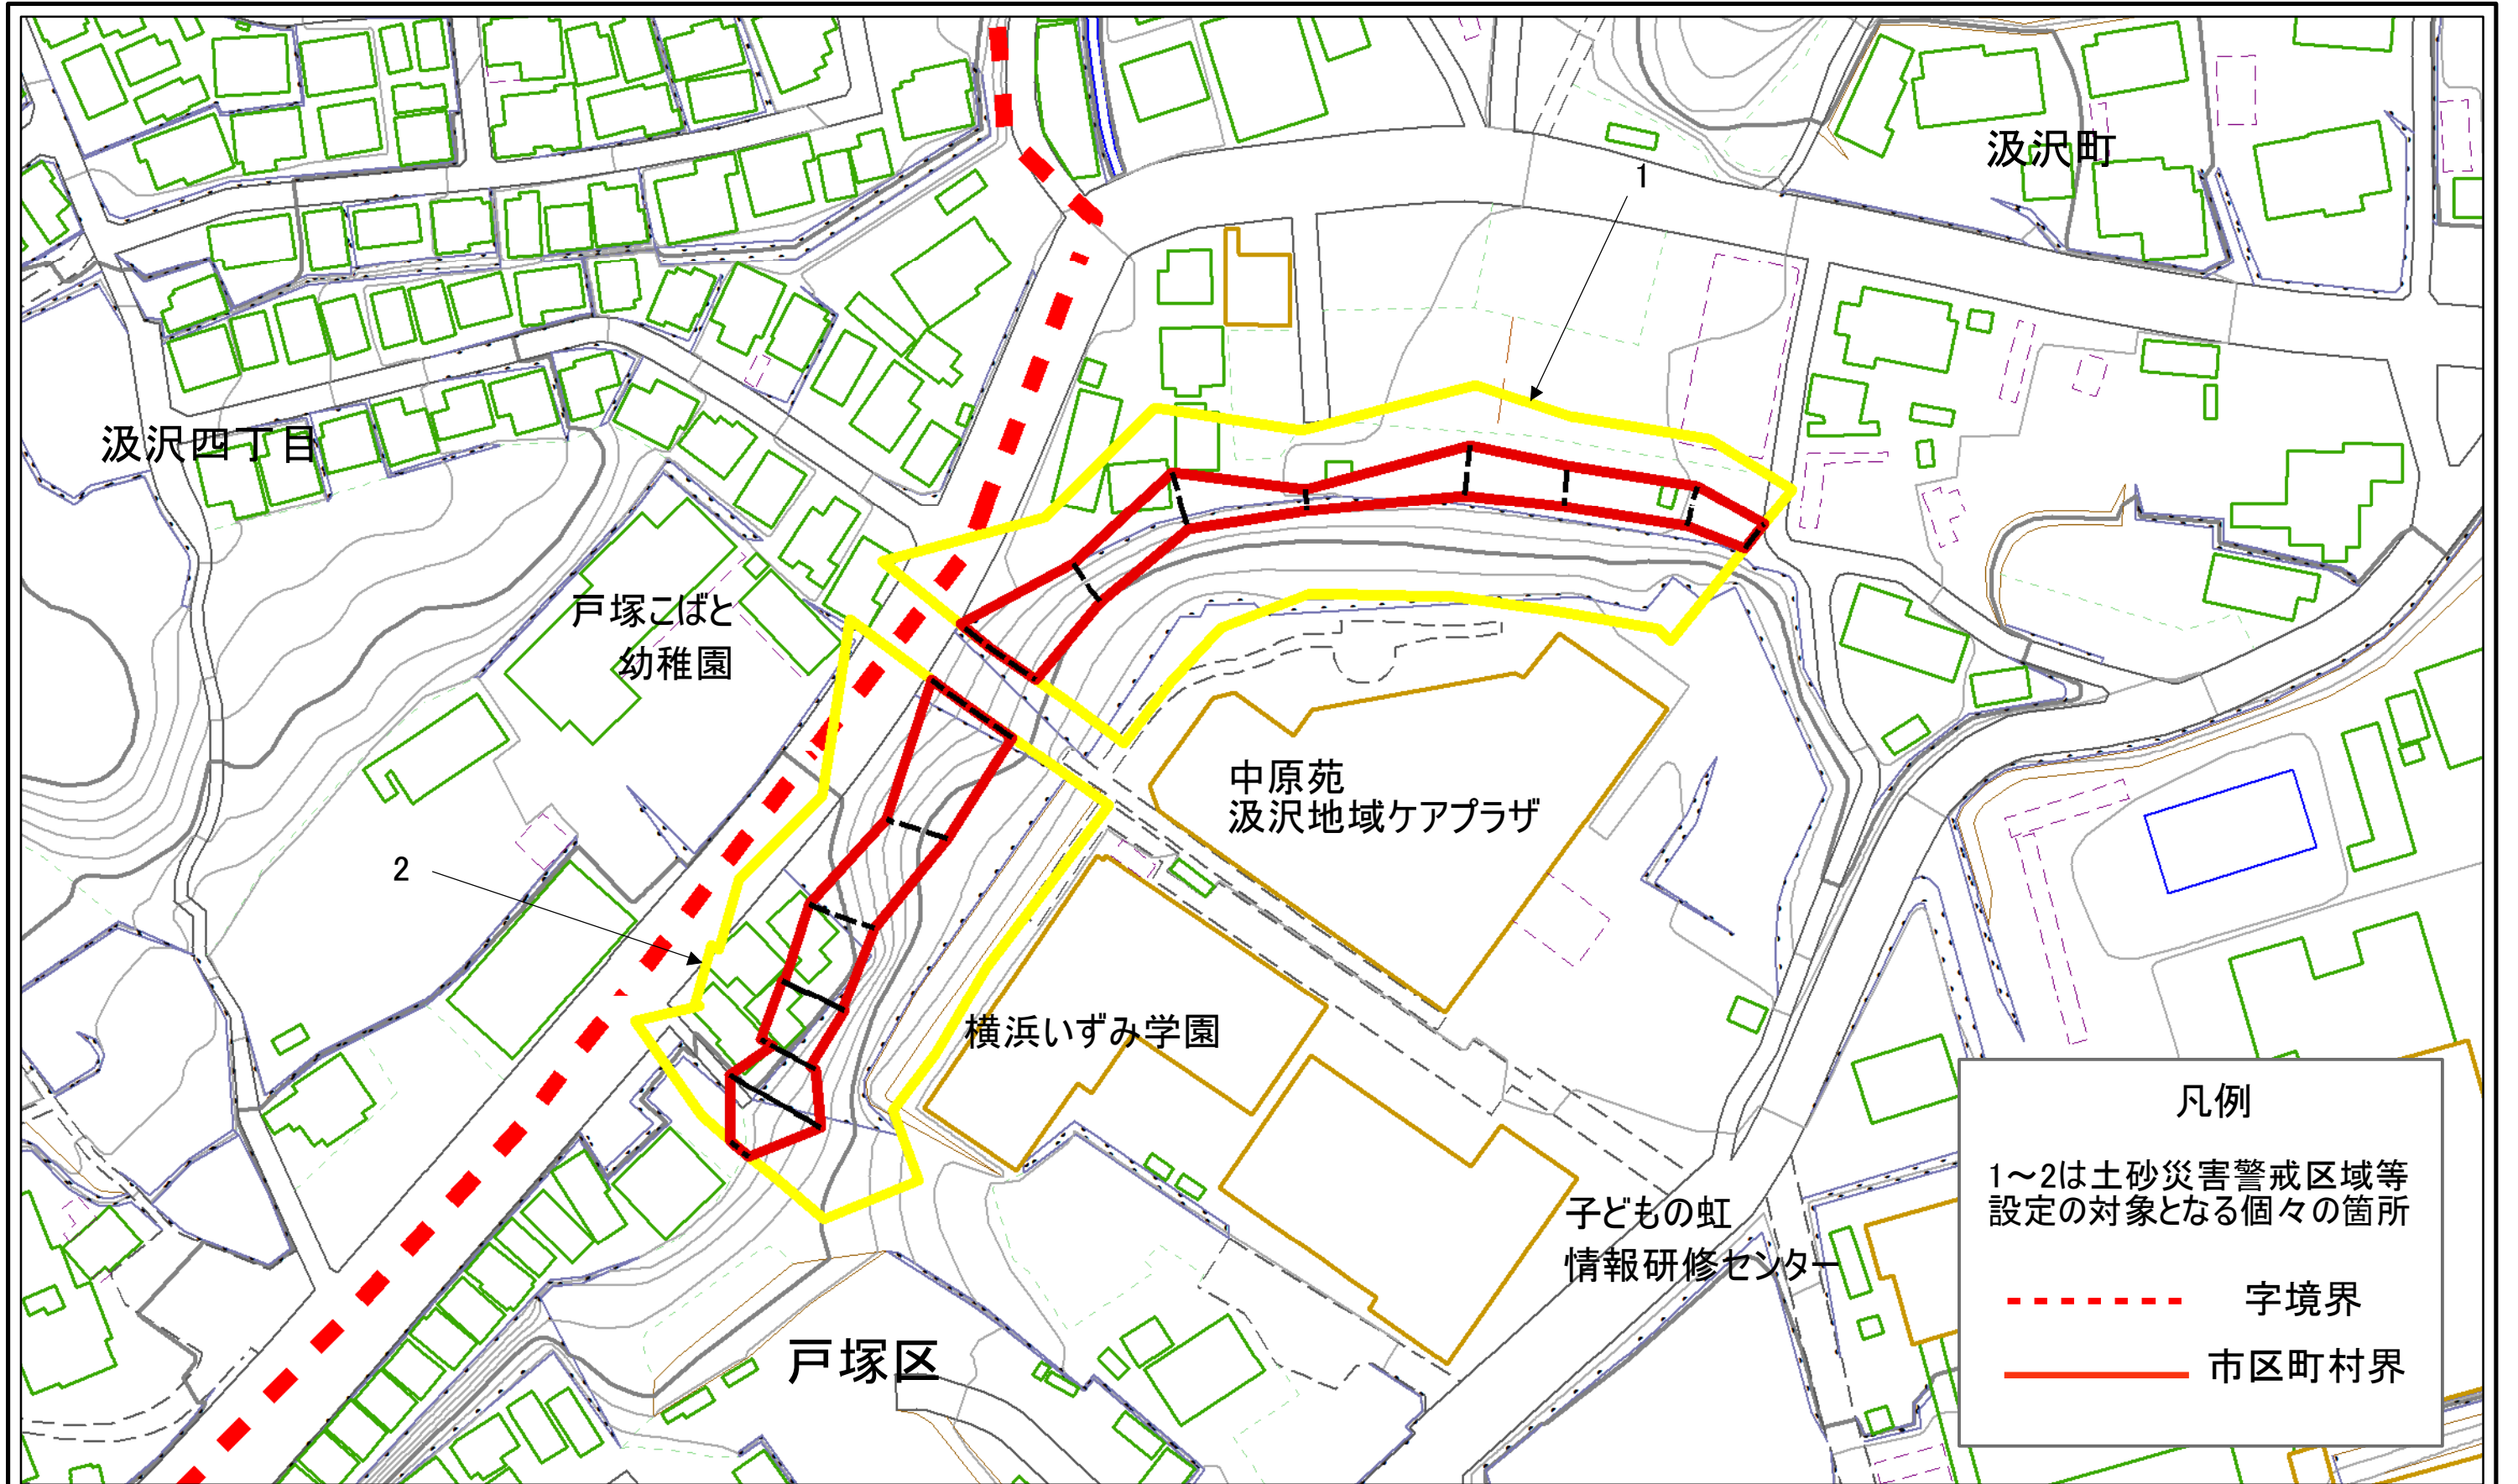 汲沢町
1
汲沢四丁目
戸塚こばと
幼稚園
中原苑
汲沢地域ケアプラザ
2
横浜いずみ学園
子どもの虹
情報研修センター
戸塚区
凡例
1～2は土砂災害警戒区域等
設定の対象となる個々の箇所
字境界
市区町村界